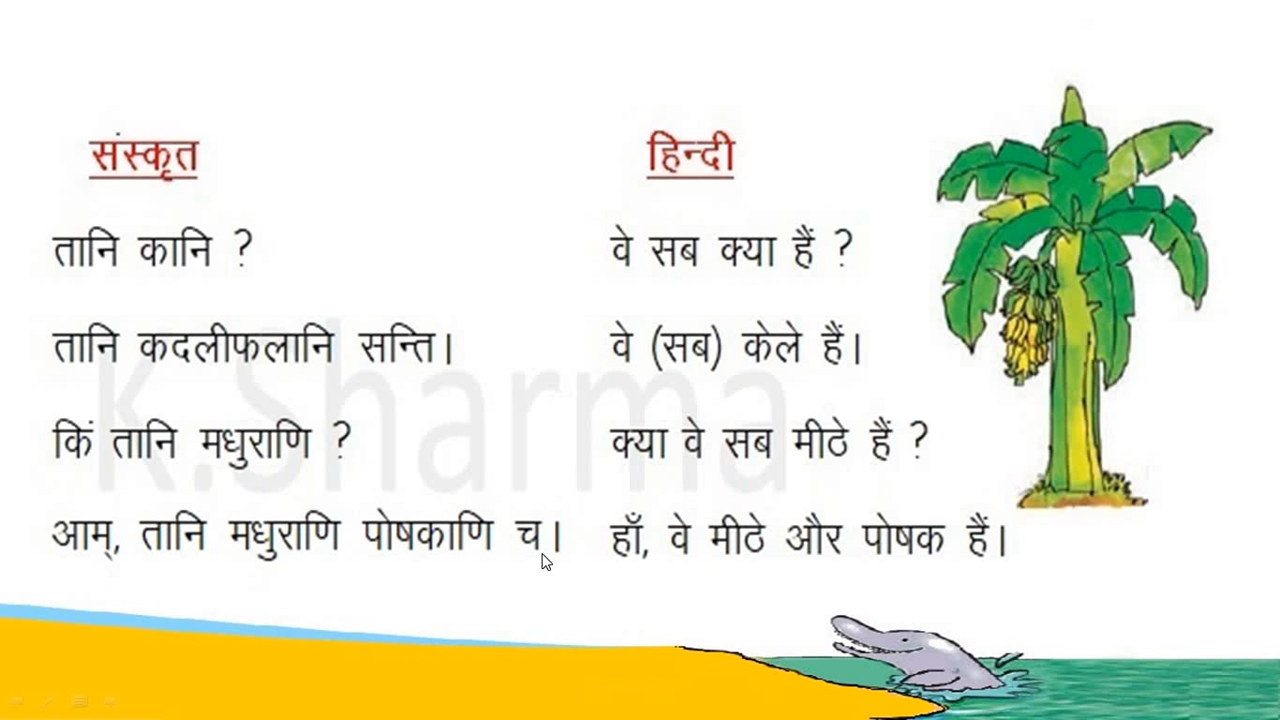 संस्कृत हिन्दी
तानि कानि ? वे सब क्या हैं ?
तानि कदलीफलानि सन्ति। वे (सब) केले हैं।
किं तानि मधुराणि ? क्या वे सब मीठे हैं ?
आम्, तानि मधुराणि पोषकाणि च। हाँ, वे मीठे और पोषक हैं।
K.Sharma